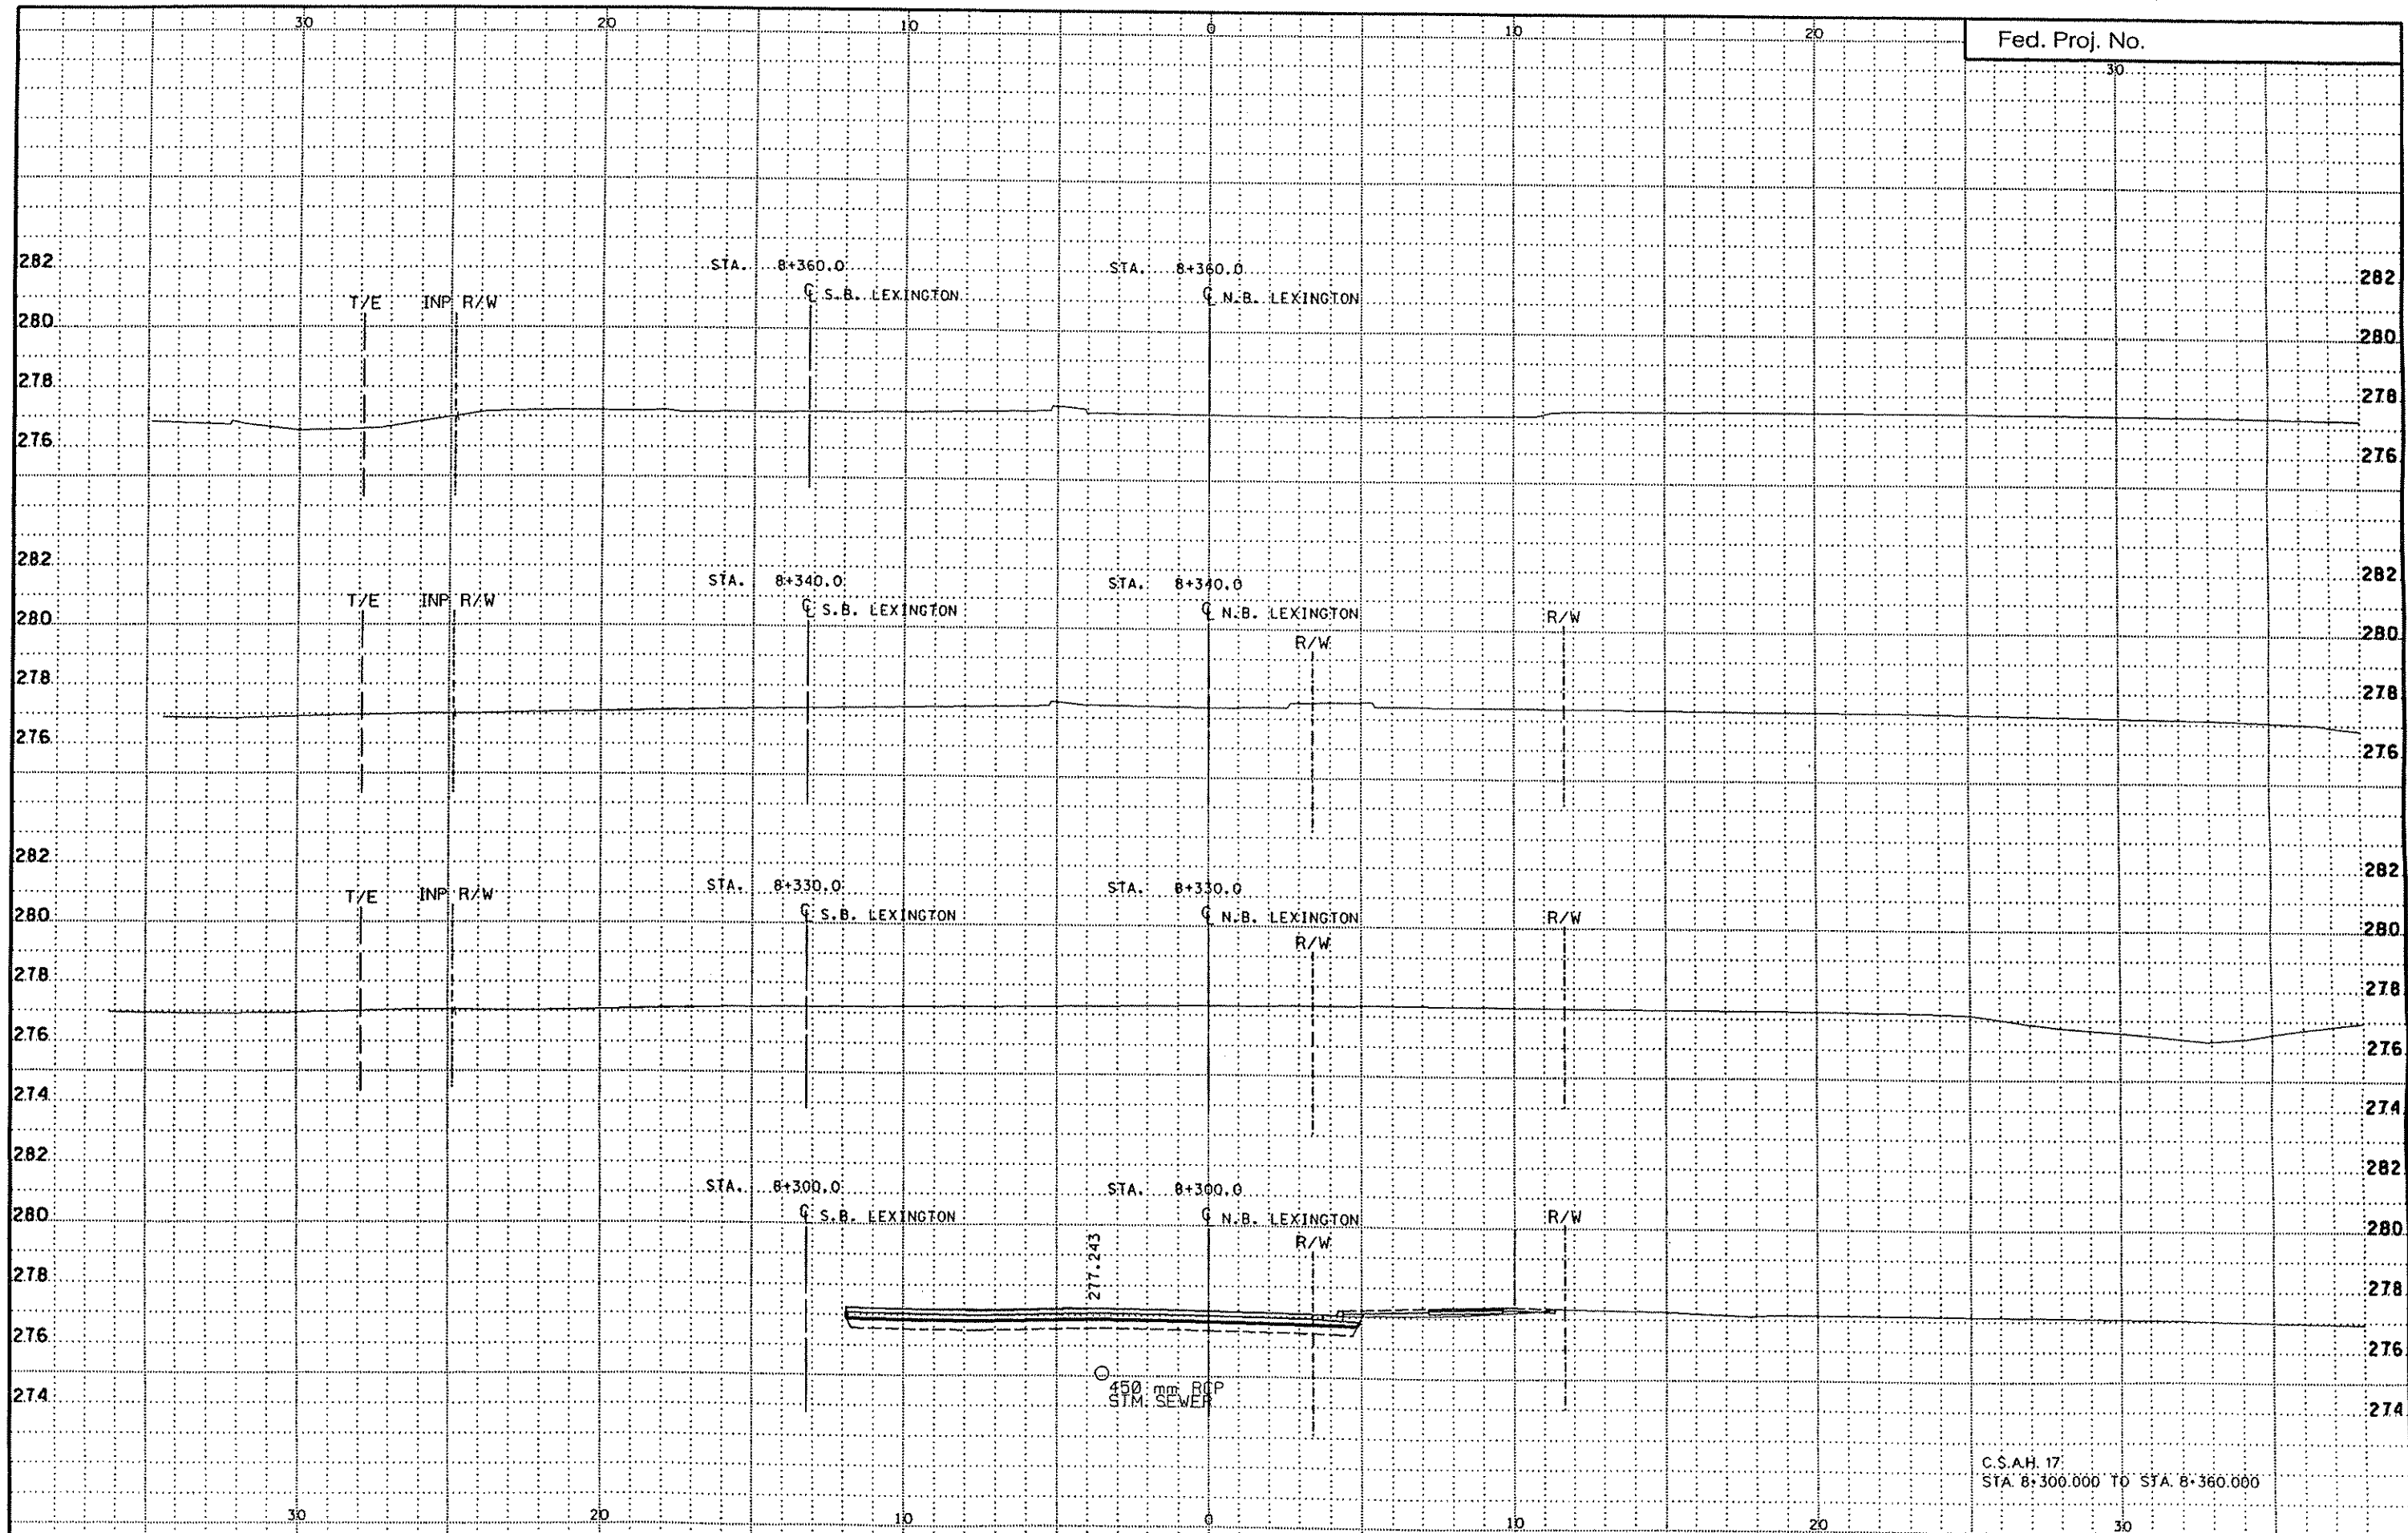 30 20 10 0 10 20
Fed. Proj. No.
30
STA. 8+360.0 STA. 8+360.0
282 282
℄ S.B. LEXINGTON ℄ N.B. LEXINGTON
T/E INP R/W
280 280
278 278
276 276
282 282
STA. 8+340.0 STA. 8+340.0
T/E INP R/W ℄ S.B. LEXINGTON ℄ N.B. LEXINGTON R/W
280 280
R/W
278 278
276 276
282 282
STA. 8+330.0 STA. 8+330.0
T/E INP R/W
280 ℄ S.B. LEXINGTON ℄ N.B. LEXINGTON R/W 280
R/W
278 278
276 276
274 274
282 282
STA. 8+300.0 STA. 8+300.0
280 ℄ S.B. LEXINGTON ℄ N.B. LEXINGTON R/W 280
R/W
277.243
278 278
276 276
274 274
450 mm RCP
STM SEWER
C.S.A.H. 17
STA. 8+300.000 TO STA. 8+360.000
30 20 10 0 10 20 30